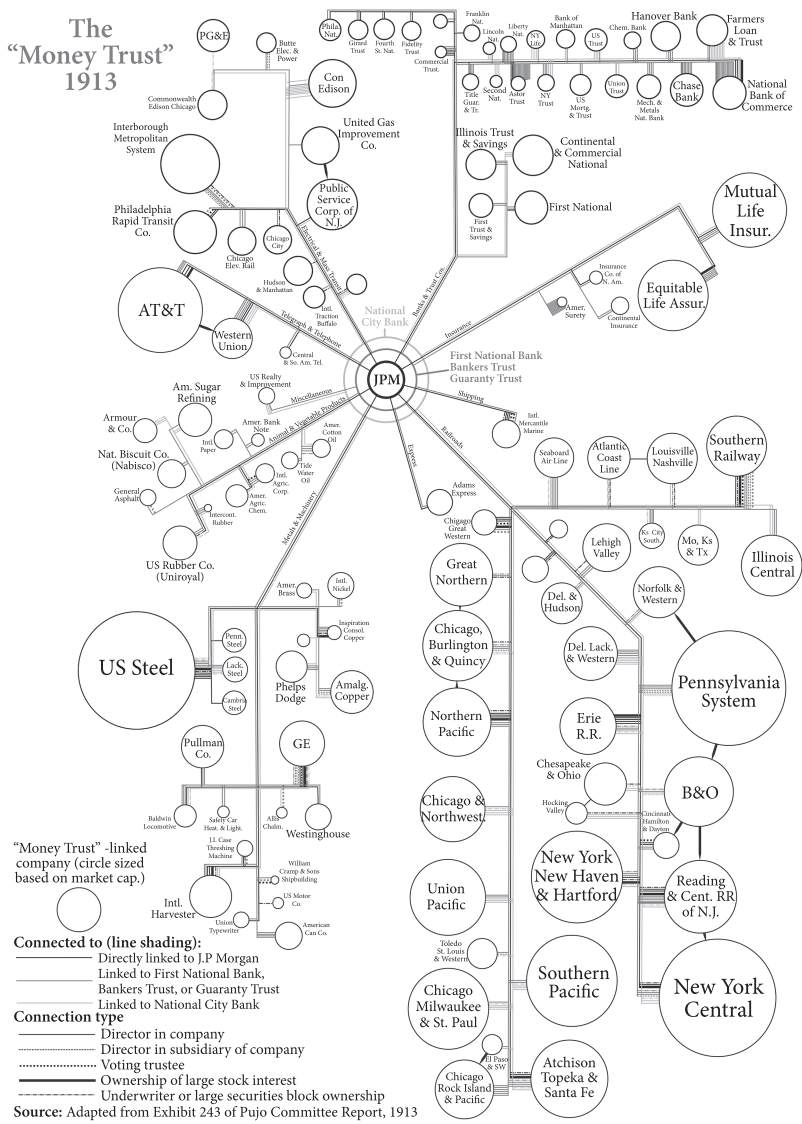 The
“Money Trust”
1913
PG&E
Butte
Elec. &
Power
Con
Edison
Commonwealth
Edison Chicago
Interborough
Metropolitan
System
United Gas
Improvement
Co.
Public
Service
Corp. of
N.J.
Philadelphia
Rapid Transit
Co.
Chicago
Elev. Rail
Chicago
City
Electrical & Mass Transit
Hudson
& Manhattan
Intl.
Traction
Buffalo
Phila.
Nat.
Girard
Trust
Fourth
St. Nat.
Fidelity
Trust
Commercial
Trust.
Franklin
Nat.
Lincoln
Nat.
Liberty
Nat.
NY
Life
Bank of
Manhattan
US
Trust
Chem. Bank
Hanover Bank
Farmers
Loan
& Trust
Title
Guar.
& Tr.
Second
Nat.
Astor
Trust
NY
Trust
US
Mortg.
& Trust
Union
Trust
Mech. &
Metals
Nat. Bank
Chase
Bank
National
Bank of
Commerce
Illinois Trust
& Savings
Continental
& Commercial
National
First
Trust &
Savings
First National
Banks & Trust Cos.
Mutual
Life
Insur.
Equitable
Life Assur.
Insurance
Co. of
N. Am.
Amer.
Surety
Continental
Insurance
Insurance
AT&T
Western
Union
Telegraph & Telephone
Central
& So. Am. Tel.
National
City Bank
JPM
First National Bank
Bankers Trust
Guaranty Trust
US Realty
& Improvement
Miscellaneous
Animal & Vegetable Products
Am. Sugar
Refining
Armour
& Co.
Intl.
Paper
Amer. Bank
Note
Amer.
Cotton
Oil
Nat. Biscuit Co.
(Nabisco)
Tide
Water
Oil
Intl.
Agric.
Corp.
Amer.
Agric.
Chem.
General
Asphalt
Intercont.
Rubber
US Rubber Co.
(Uniroyal)
Shipping
Intl.
Mercantile
Marine
Railroads
Express
Adams
Express
Metals & Machinery
Amer.
Brass
Intl.
Nickel
Inspiration
Consol.
Copper
US Steel
Penn.
Steel
Lack.
Steel
Cambria
Steel
Phelps
Dodge
Amalg.
Copper
Pullman
Co.
GE
Baldwin
Locomotive
Safety Car
Heat. & Light.
Allis
Chalm.
Westinghouse
J.I. Case
Threshing
Machine
Intl.
Harvester
William
Cramp & Sons
Shipbuilding
US Motor
Co.
Union
Typewriter
American
Can Co.
Seaboard
Air Line
Atlantic
Coast
Line
Louisville
Nashville
Southern
Railway
Chigago
Great
Western
Lehigh
Valley
Ks City
South.
Mo, Ks
& Tx
Illinois
Central
Great
Northern
Del. &
Hudson
Norfolk &
Western
Chicago,
Burlington
& Quincy
Del. Lack.
& Western
Pennsylvania
System
Northern
Pacific
Erie
R.R.
Chesapeake
& Ohio
Hocking
Valley
B&O
Cincinnati
Hamilton
& Dayton
Chicago &
Northwest.
New York
New Haven
& Hartford
Reading
& Cent. RR
of N.J.
Union
Pacific
Toledo
St. Louis
& Western
Southern
Pacific
New York
Central
Chicago
Milwaukee
& St. Paul
El Paso
& SW
Chicago
Rock Island
& Pacific
Atchison
Topeka &
Santa Fe
“Money Trust” -linked
company (circle sized
based on market cap.)
Connected to (line shading):
Directly linked to J.P Morgan
Linked to First National Bank,
Bankers Trust, or Guaranty Trust
Linked to National City Bank
Connection type
Director in company
Director in subsidiary of company
Voting trustee
Ownership of large stock interest
Underwriter or large securities block ownership
Source: Adapted from Exhibit 243 of Pujo Committee Report, 1913